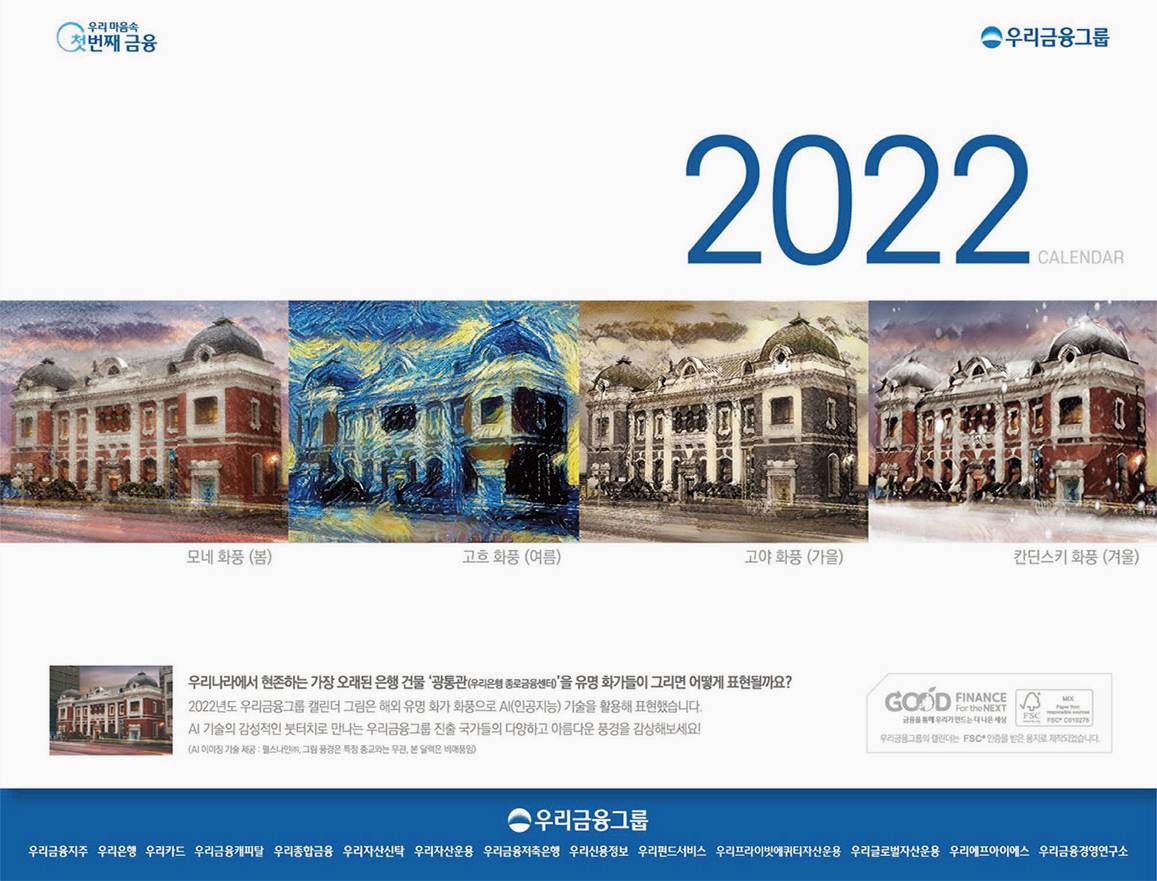 우리 마음속
첫번째 금융
우리금융그룹
2022
CALENDAR
모네 화풍 (봄)
고흐 화풍 (여름)
고야 화풍 (가을)
칸딘스키 화풍 (겨울)
우리나라에서 현존하는 가장 오래된 은행 건물 ‘광통관(우리은행 종로금융센터)’을 유명 화가들이 그리면 어떻게 표현될까요?
2022년도 우리금융그룹 캘린더 그림은 해외 유명 화가 화풍으로 AI(인공지능) 기술을 활용해 표현했습니다.
AI 기술의 감성적인 붓터치로 만나는 우리금융그룹 진출 국가들의 다양하고 아름다운 풍경을 감상해보세요!
(AI 이미징 기술 제공 : 펄스나인㈜, 그림 풍경은 특정 종교와는 무관, 본 달력은 비매품임)
GOOD FINANCE
For the NEXT
금융을 통해 우리가 만드는 더 나은 세상
FSC
MIX
Paper from
responsible sources
FSC® C010275
우리금융그룹의 캘린더는 FSC® 인증을 받은 용지로 제작되었습니다.
우리금융그룹
우리금융지주 우리은행 우리카드 우리금융캐피탈 우리종합금융 우리자산신탁 우리자산운용 우리금융저축은행 우리신용정보 우리펀드서비스 우리프라이빗에퀴티자산운용 우리글로벌자산운용 우리에프아이에스 우리금융경영연구소